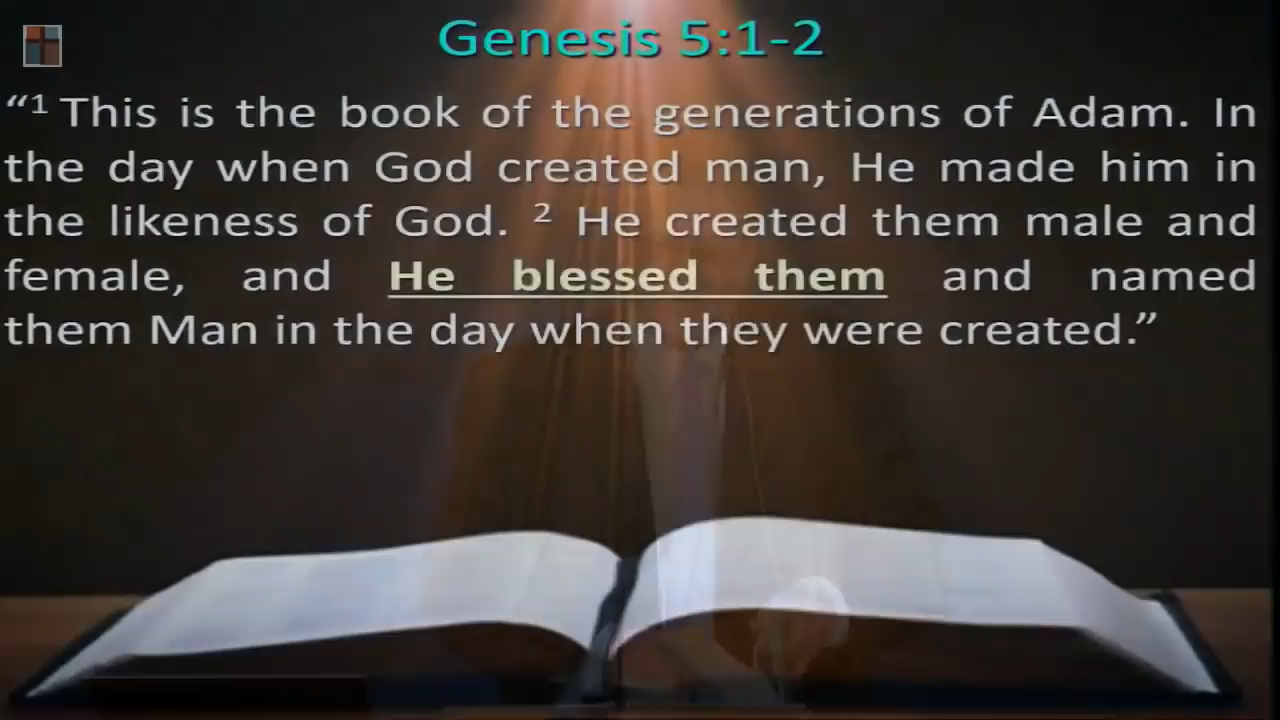 Genesis 5:1-2
“¹ This is the book of the generations of Adam. In
the day when God created man, He made him in
the likeness of God. ² He created them male and
female, and He blessed them and named
them Man in the day when they were created.”